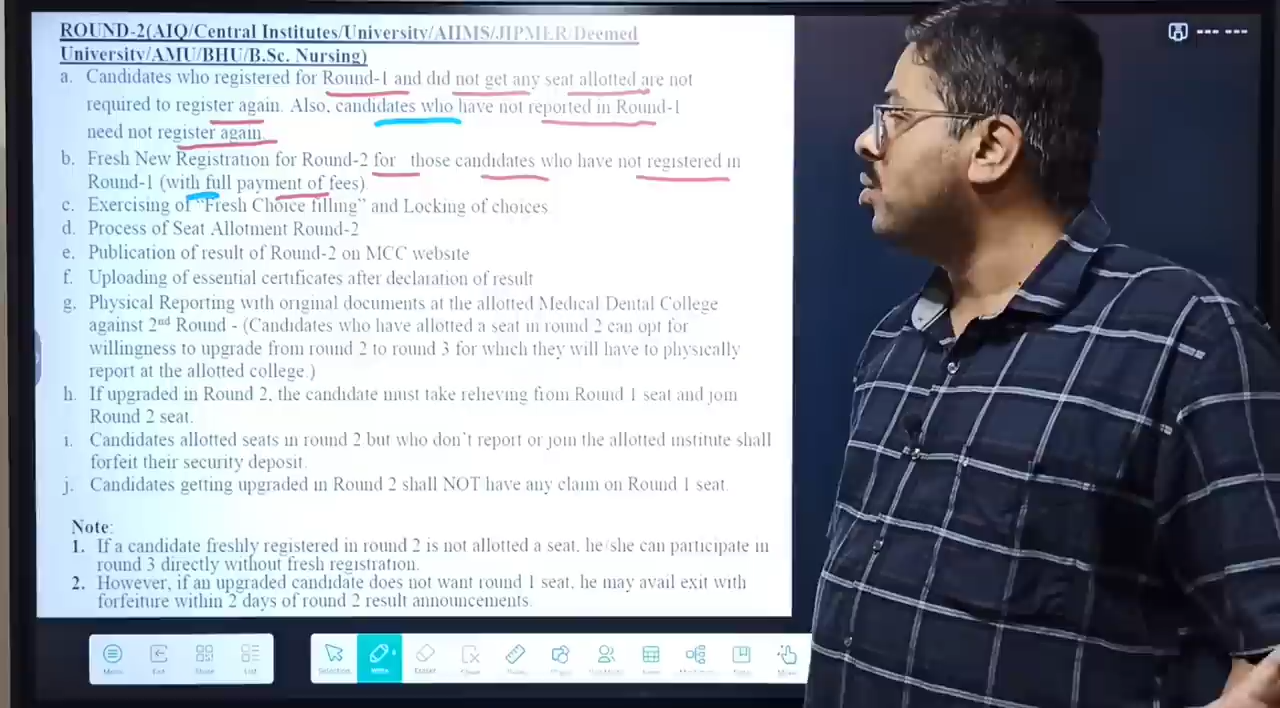 ROUND-2(AIQ/Central Institutes/University/AIIMS/JIPMER/Deemed
University/AMU/BHU/B.Sc. Nursing)
a. Candidates who registered for Round-1 and did not get any seat allotted are not
required to register again. Also, candidates who have not reported in Round-1
need not register again.
b. Fresh New Registration for Round-2 for those candidates who have not registered in
Round-1 (with full payment of fees)
c. Exercising of “Fresh Choice filling” and Locking of choices
d. Process of Seat Allotment Round-2
e. Publication of result of Round-2 on MCC website
f. Uploading of essential certificates after declaration of result
g. Physical Reporting with original documents at the allotted Medical Dental College
against 2nd Round - (Candidates who have allotted a seat in round 2 can opt for
willingness to upgrade from round 2 to round 3 for which they will have to physically
report at the allotted college.)
h. If upgraded in Round 2, the candidate must take relieving from Round 1 seat and join
Round 2 seat.
i. Candidates allotted seats in round 2 but who don’t report or join the allotted institute shall
forfeit their security deposit.
j. Candidates getting upgraded in Round 2 shall NOT have any claim on Round 1 seat.
Note:
1. If a candidate freshly registered in round 2 is not allotted a seat, he/she can participate in
round 3 directly without fresh registration.
2. However, if an upgraded candidate does not want round 1 seat, he may avail exit with
forfeiture within 2 days of round 2 result announcements.
Menu Exit Share List Selection Write Eraser Clear More